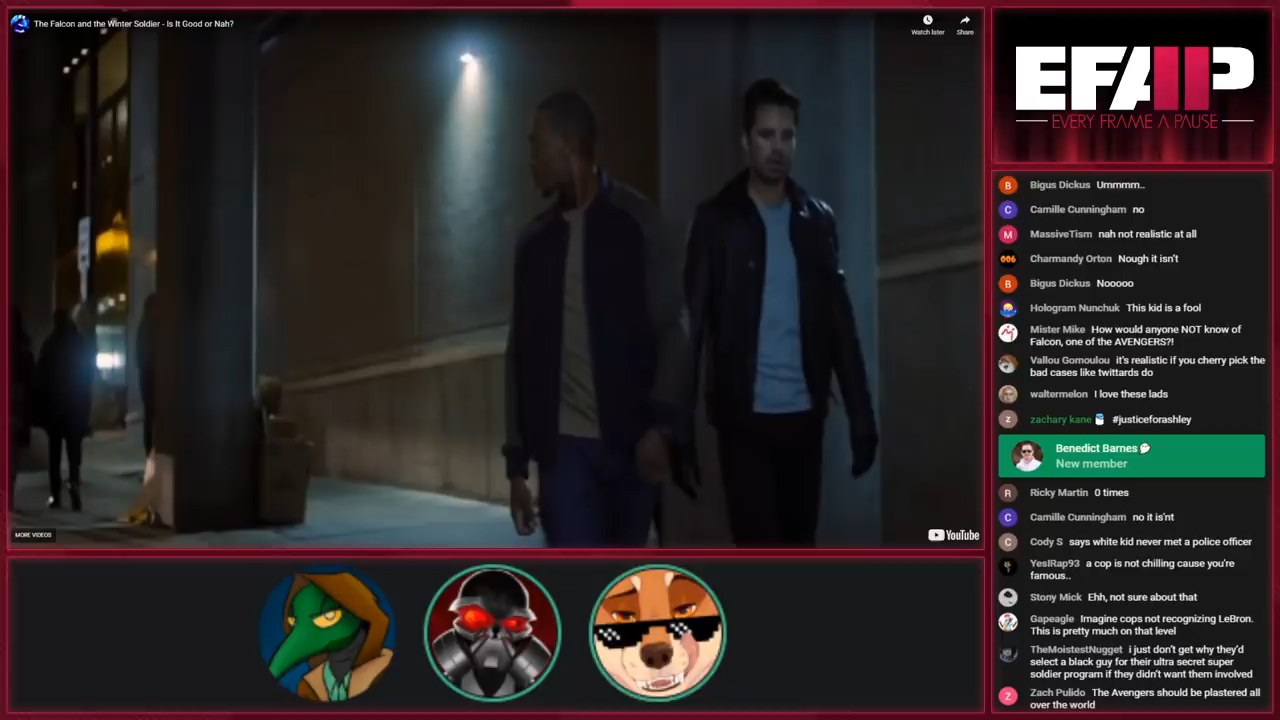 The Falcon and the Winter Soldier - Is It Good or Nah?
Watch later
Share
MORE VIDEOS
YouTube
EFAP
EVERY FRAME A PAUSE
B Bigus Dickus Ummmm..
C Camille Cunningham no
M MassiveTism nah not realistic at all
Charmandy Orton Nough it isn't
B Bigus Dickus Nooooo
Hologram Nunchuk This kid is a fool
Mister Mike How would anyone NOT know of
Falcon, one of the AVENGERS?!
Vallou Gomoulou it's realistic if you cherry pick the
bad cases like twittards do
waltermelon I love these lads
z zachary kane #justiceforashley
Benedict Barnes
New member
R Ricky Martin 0 times
C Camille Cunningham no it is'nt
C Cody S says white kid never met a police officer
YesIRap93 a cop is not chilling cause you're
famous..
Stony Mick Ehh, not sure about that
Gapeagle Imagine cops not recognizing LeBron.
This is pretty much on that level
TheMoistestNugget i just don't get why they'd
select a black guy for their ultra secret super
soldier program if they didn't want them involved
Z Zach Pulido The Avengers should be plastered all
over the world